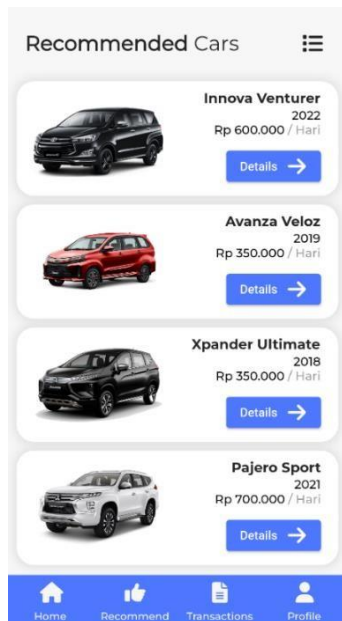 Recommended Cars
Innova Venturer
2022
Rp 600.000 / Hari
Details
Avanza Veloz
2019
Rp 350.000 / Hari
Details
Xpander Ultimate
2018
Rp 350.000 / Hari
Details
Pajero Sport
2021
Rp 700.000 / Hari
Details
Home Recommend Transactions Profile